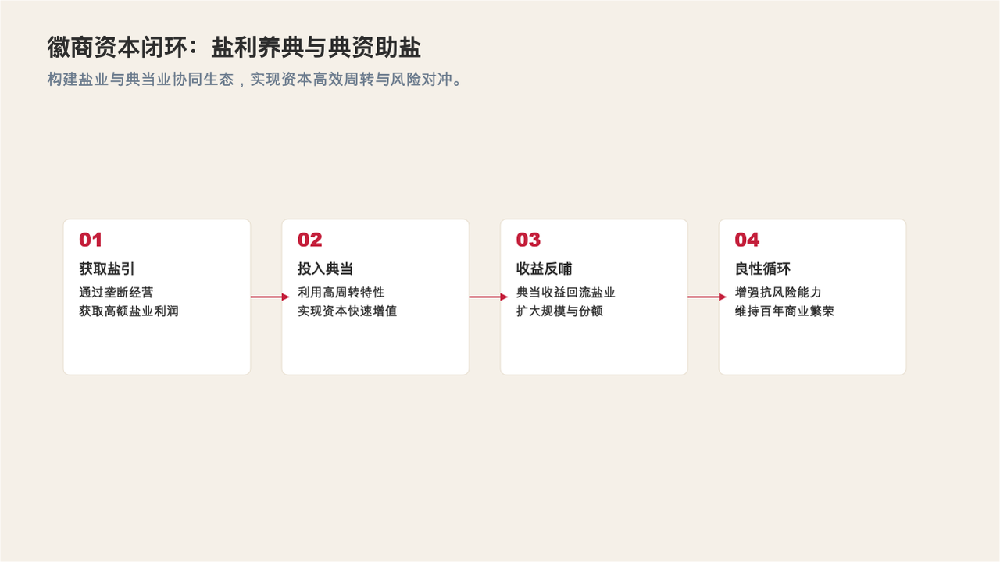 徽商资本闭环：盐利养典与典资助盐
构建盐业与典当业协同生态，实现资本高效周转与风险对冲。
01
获取盐引
通过垄断经营
获取高额盐业利润
02
投入典当
利用高周转特性
实现资本快速增值
03
收益反哺
典当收益回流盐业
扩大规模与份额
04
良性循环
增强抗风险能力
维持百年商业繁荣